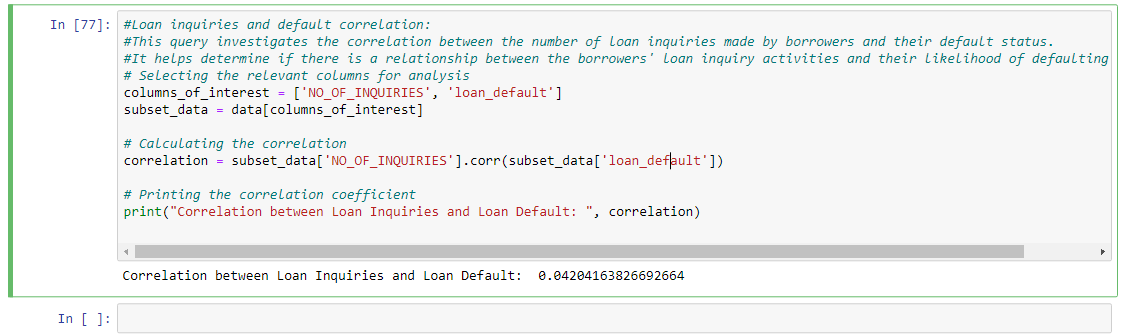 In [77]:
#Loan inquiries and default correlation:
#This query investigates the correlation between the number of loan inquiries made by borrowers and their default status.
#It helps determine if there is a relationship between the borrowers' loan inquiry activities and their likelihood of defaulting
# Selecting the relevant columns for analysis
columns_of_interest = ['NO_OF_INQUIRIES', 'loan_default']
subset_data = data[columns_of_interest]
# Calculating the correlation
correlation = subset_data['NO_OF_INQUIRIES'].corr(subset_data['loan_default'])
# Printing the correlation coefficient
print("Correlation between Loan Inquiries and Loan Default: ", correlation)
Correlation between Loan Inquiries and Loan Default:  0.04204163826692664
In [ ]: